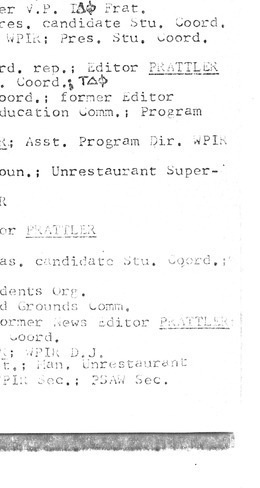 er V.P. IΔΦ Frat.
res. candidate Stu. Coord.
WPIR; Pres. Stu. Coord.
rd. rep.; Editor PRATTLER
. Coord.; TΔΦ
oord.; former Editor
ducation Comm.; Program
; Asst. Program Dir. WPIR
oun.; Unrestaurant Super-
R
or PRATTLER
as. candidate Stu. Coord.;
dents Org.
d Grounds Comm.
ormer News Editor PRATTLER;
Coord.
; WPIR D.J.
t.; Man. Unrestaurant
PIR Sec.; PSAW Sec.